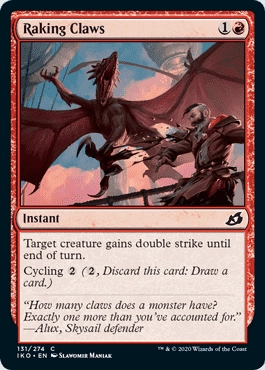 Raking Claws 1
Instant
Target creature gains double strike until
end of turn.
Cycling 2 (2, Discard this card: Draw a
card.)
"How many claws does a monster have?
Exactly one more than you've accounted for."
—Alux, Skysail defender
131/274 C
IKO • EN SLAWOMIR MANIAK
™ & © 2020 Wizards of the Coast